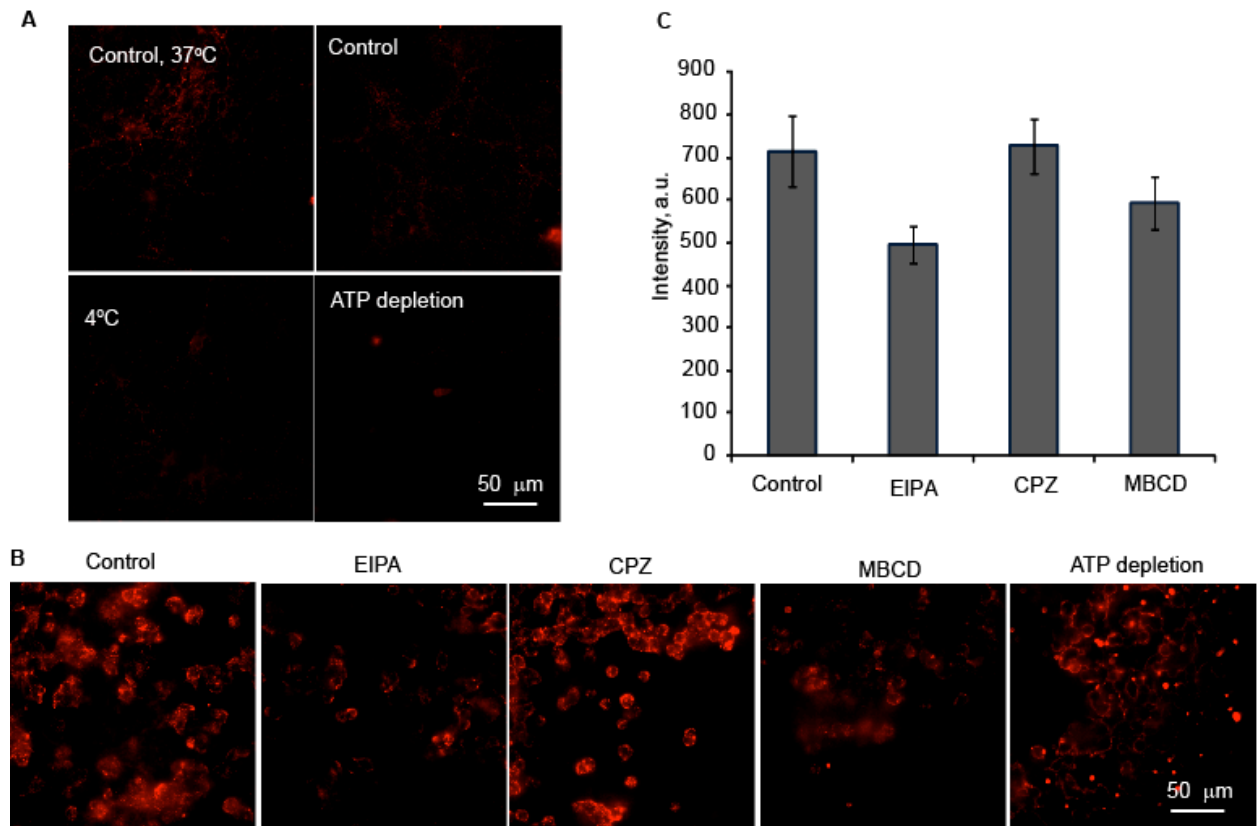 A
Control, 37ºC
Control
4ºC
ATP depletion
50 μm
C
900
800
700
600
500
400
300
200
100
0
Intensity, a.u.
Control
EIPA
CPZ
MBCD
B
Control
EIPA
CPZ
MBCD
ATP depletion
50 μm